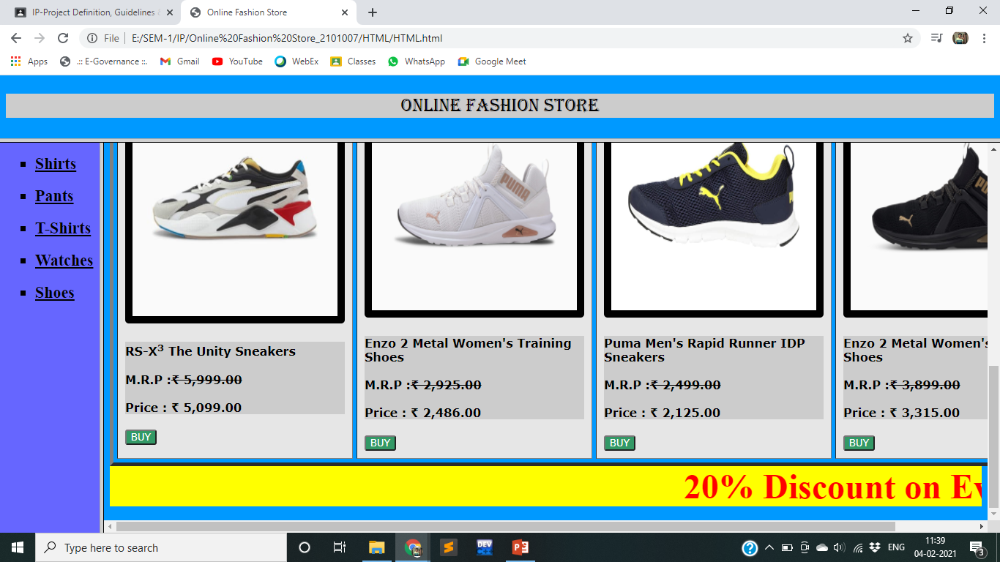 IP-Project Definition, Guidelines
Online Fashion Store
File
E:/SEM-1/IP/Online%20Fashion%20Store_2101007/HTML/HTML.html
Apps
.:: E-Governance ::.
Gmail
YouTube
WebEx
Classes
WhatsApp
Google Meet
ONLINE FASHION STORE
Shirts
Pants
T-Shirts
Watches
Shoes
PUMA
RS-X³ The Unity Sneakers
M.R.P :₹ 5,999.00
Price : ₹ 5,099.00
BUY
Enzo 2 Metal Women's Training
Shoes
M.R.P :₹ 2,925.00
Price : ₹ 2,486.00
BUY
Puma Men's Rapid Runner IDP
Sneakers
M.R.P :₹ 2,499.00
Price : ₹ 2,125.00
BUY
Enzo 2 Metal Women's
Shoes
M.R.P :₹ 3,899.00
Price : ₹ 3,315.00
BUY
20% Discount on Ev
Type here to search
DEV
ENG
11:39
04-02-2021
3